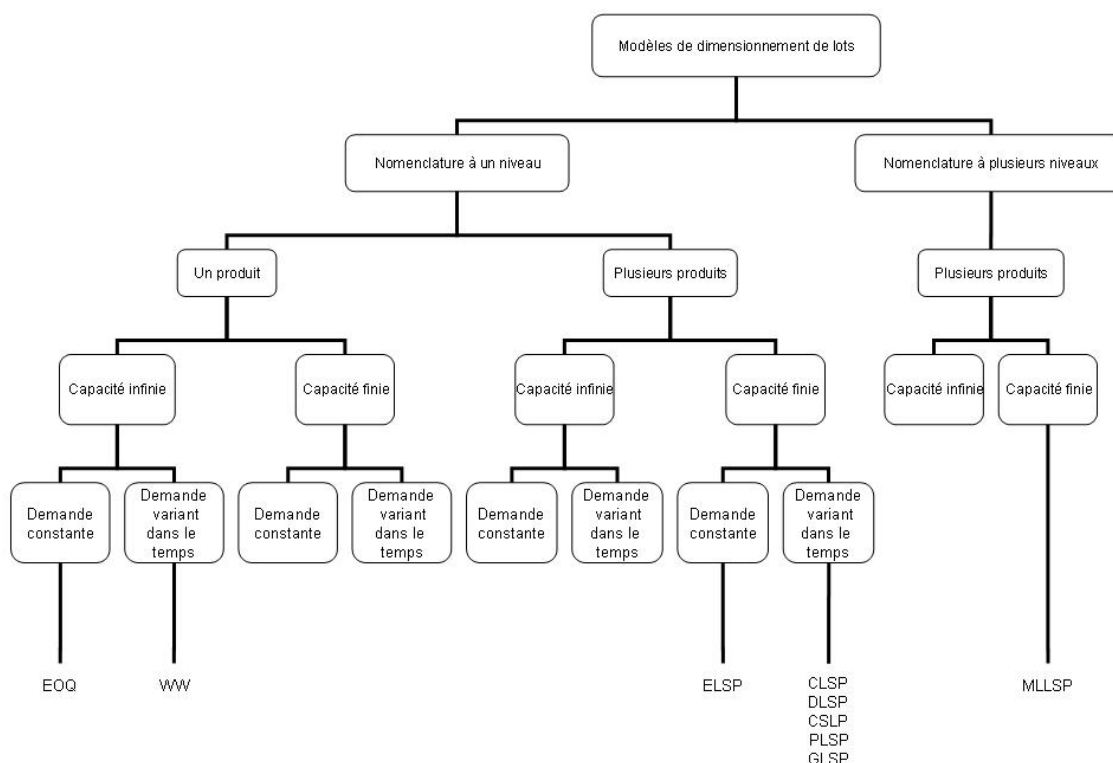 Modèles de dimensionnement de lots
Nomenclature à un niveau
Nomenclature à plusieurs niveaux
Un produit
Plusieurs produits
Plusieurs produits
Capacité infinie
Capacité finie
Capacité infinie
Capacité finie
Capacité infinie
Capacité finie
Demande
constante
Demande
variant
dans le
temps
Demande
constante
Demande
variant
dans le
temps
Demande
constante
Demande
variant
dans le
temps
Demande
constante
Demande
variant
dans le
temps
EOQ
WW
ELSP
CLSP
DLSP
CSLP
PLSP
GLSP
MLLSP